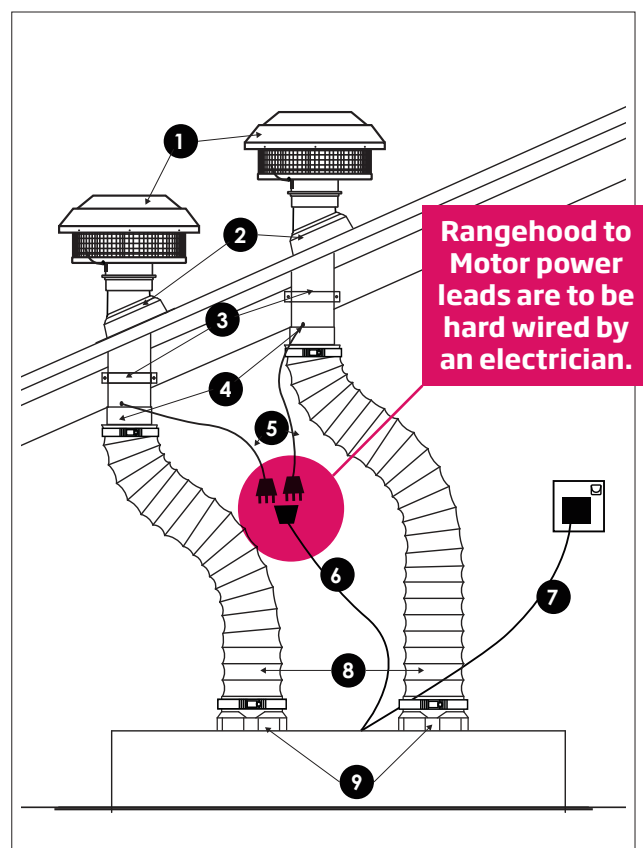 1
2
Rangehood to
Motor power
leads are to be
hard wired by
an electrician.
3
4
5
6
7
8
9